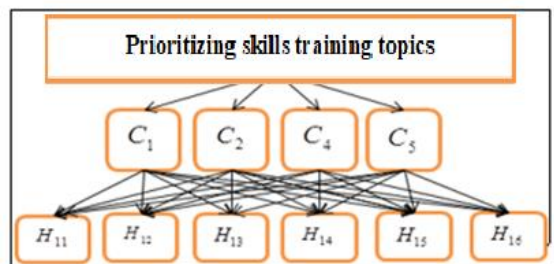 Prioritizing skills training topics
C₁ C₂ C₄ C₅
H₁₁ H₁₂ H₁₃ H₁₄ H₁₅ H₁₆